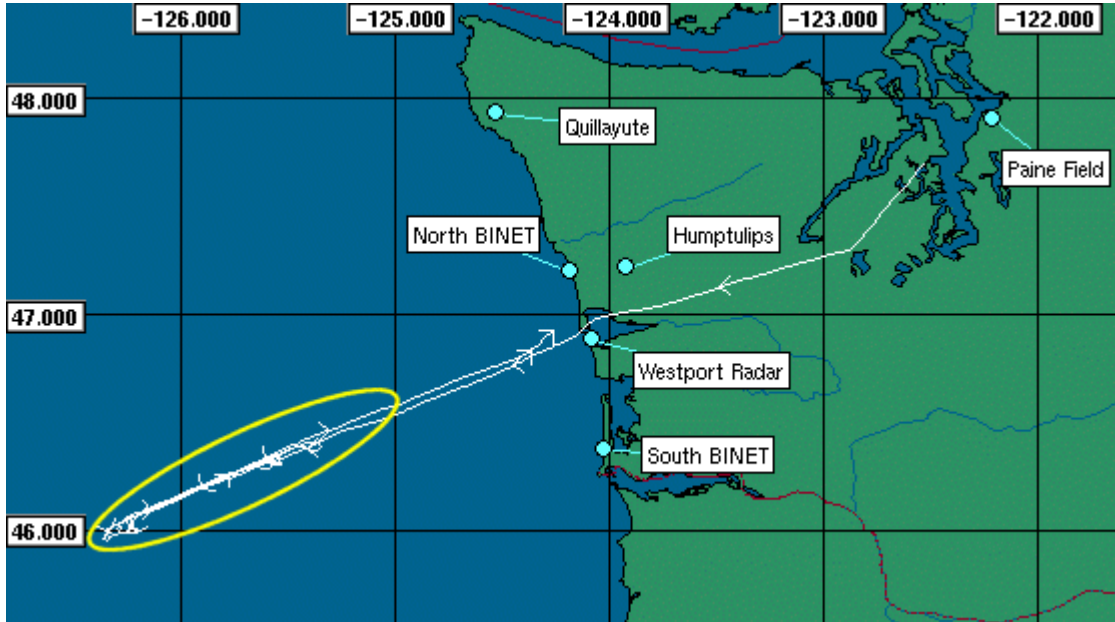 −126.000
−125.000
−124.000
−123.000
−122.000
48.000
Quillayute
Paine Field
North BINET
Humptulips
47.000
Westport Radar
South BINET
46.000